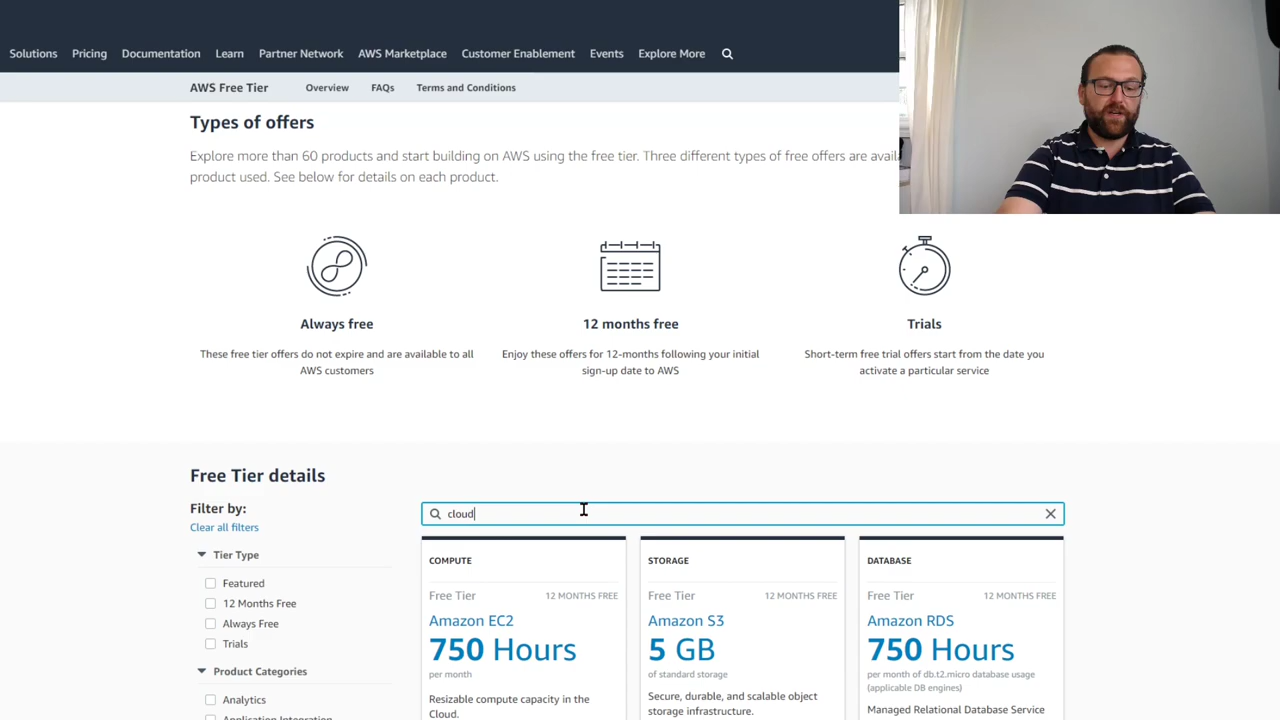 Solutions Pricing Documentation Learn Partner Network AWS Marketplace Customer Enablement Events Explore More
AWS Free Tier Overview FAQs Terms and Conditions
Types of offers
Explore more than 60 products and start building on AWS using the free tier. Three different types of free offers are
product used. See below for details on each product.
Always free
These free tier offers do not expire and are available to all
AWS customers
12 months free
Enjoy these offers for 12-months following your initial
sign-up date to AWS
Trials
Short-term free trial offers start from the date you
activate a particular service
Free Tier details
Filter by:
Clear all filters
Tier Type
Featured
12 Months Free
Always Free
Trials
Product Categories
Analytics
Application Integration
cloud
COMPUTE
Free Tier 12 MONTHS FREE
Amazon EC2
750 Hours
per month
Resizable compute capacity in the
Cloud.
STORAGE
Free Tier 12 MONTHS FREE
Amazon S3
5 GB
of standard storage
Secure, durable, and scalable object
storage infrastructure.
DATABASE
Free Tier 12 MONTHS FREE
Amazon RDS
750 Hours
per month of db.t2.micro database usage
(applicable DB engines)
Managed Relational Database Service